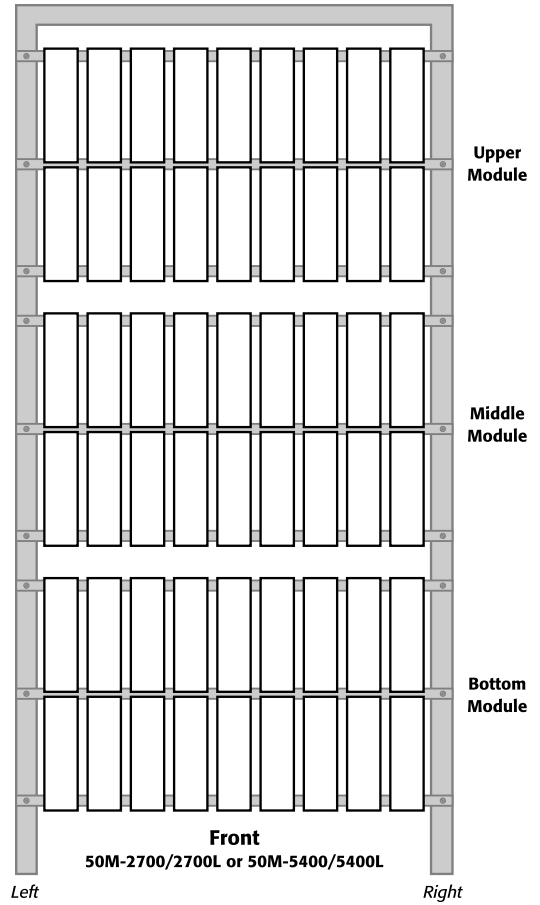 Upper
Module
Middle
Module
Bottom
Module
Front
50M-2700/2700L or 50M-5400/5400L
Left
Right